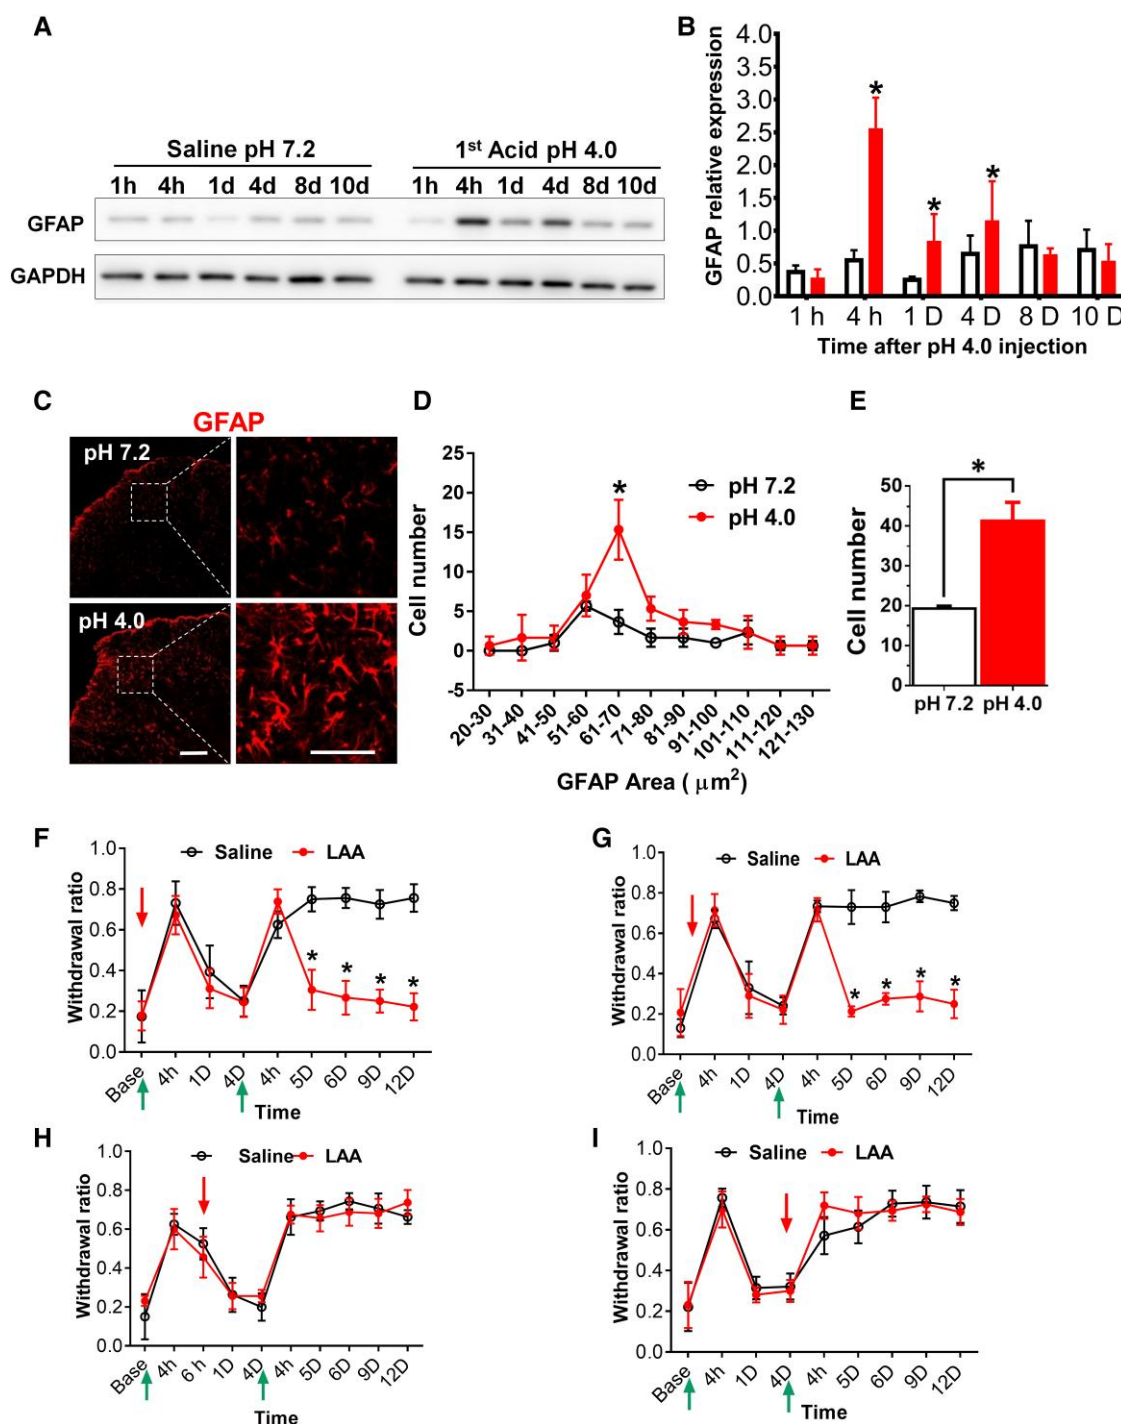 A
Saline pH 7.2
1st Acid pH 4.0
1h 4h 1d 4d 8d 10d
1h 4h 1d 4d 8d 10d
GFAP
GAPDH
B
GFAP relative expression
4.0
3.5
3.0
2.5
2.0
1.5
1.0
0.5
0.0
*
*
*
1 h 4 h 1 D 4 D 8 D 10 D
Time after pH 4.0 injection
C
GFAP
pH 7.2
pH 4.0
D
Cell number
25
20
15
10
5
0
-5
*
pH 7.2
pH 4.0
20-30 31-40 41-50 51-60 61-70 71-80 81-90 91-100 101-110 111-120 121-130
GFAP Area ( μm2)
E
Cell number
50
40
30
20
10
0
*
pH 7.2 pH 4.0
F
Saline LAA
Withdrawal ratio
1.0
0.8
0.6
0.4
0.2
0.0
* * * *
Base 4h 1D 4D 4h 5D 6D 9D 12D
Time
G
Saline LAA
Withdrawal ratio
1.0
0.8
0.6
0.4
0.2
0.0
* * * *
Base 4h 1D 4D 4h 5D 6D 9D 12D
Time
H
Saline LAA
Withdrawal ratio
1.0
0.8
0.6
0.4
0.2
0.0
Base 4h 6 h 1D 4D 4h 5D 6D 9D 12D
Time
I
Saline LAA
Withdrawal ratio
1.0
0.8
0.6
0.4
0.2
0.0
Base 4h 1D 4D 4h 5D 6D 9D 12D
Time